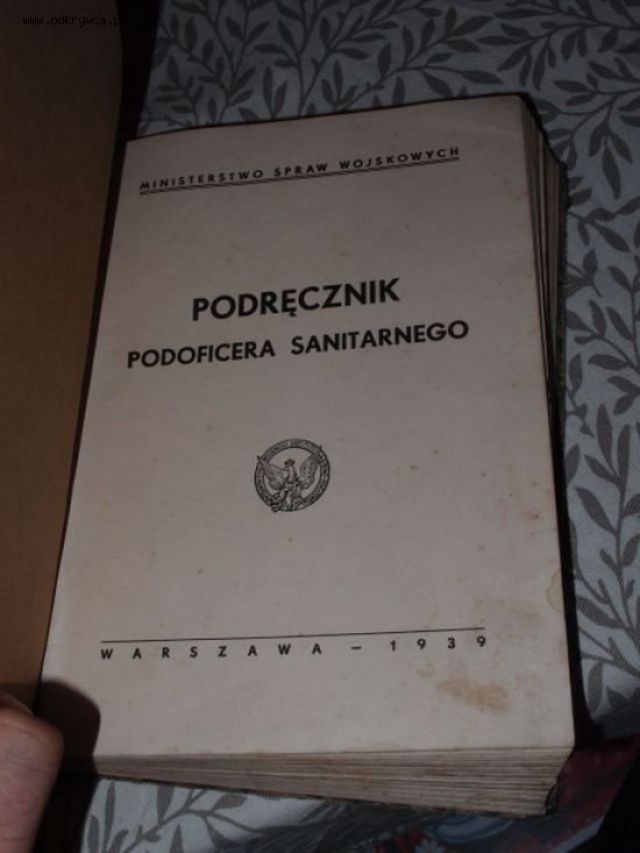 www.odkrywca.p
MINISTERSTWO SPRAW WOJSKOWYCH
PODRĘCZNIK
PODOFICERA SANITARNEGO
WARSZAWA – 1939